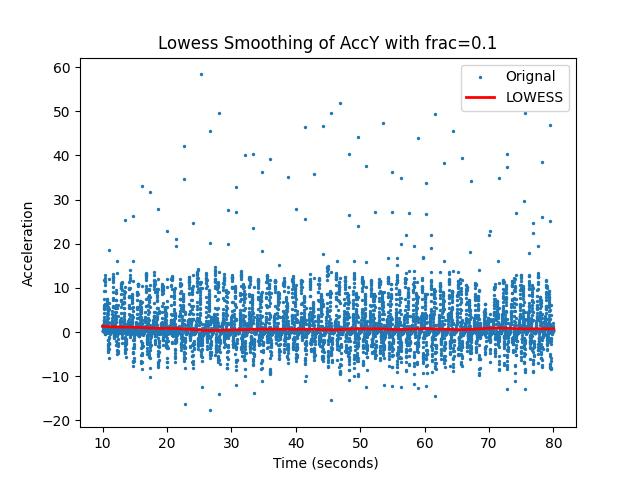 Lowess Smoothing of AccY with frac=0.1
Orignal
LOWESS
60
50
40
30
20
10
0
−10
−20
Acceleration
10 20 30 40 50 60 70 80
Time (seconds)